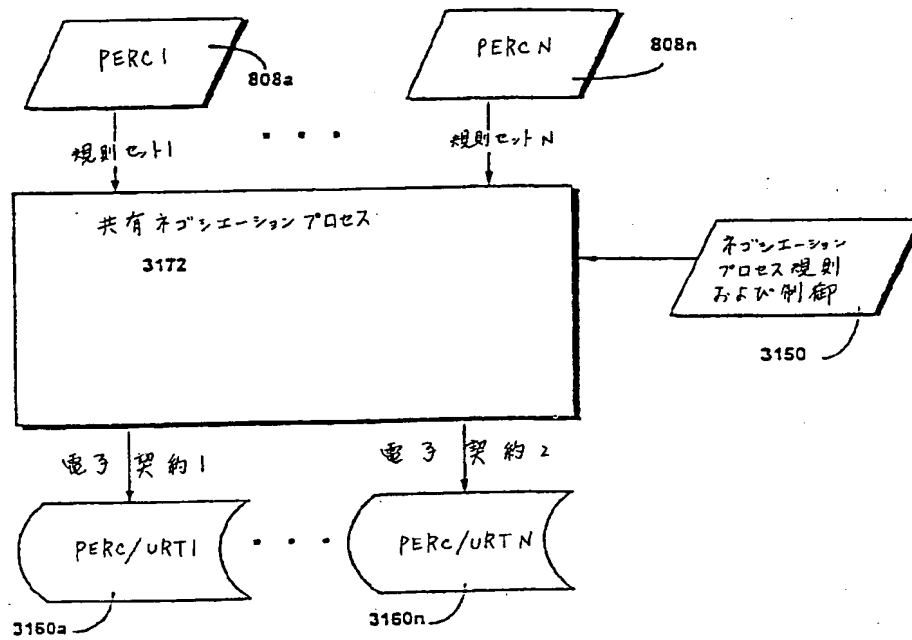 PERC 1
808a
PERC N
808n
規則セット1
規則セットN
共有ネゴシエーションプロセス
3172
ネゴシエーション
プロセス規則
および制御
3150
電子契約1
電子契約2
PERC/URT1
PERC/URTN
3160a
3160n